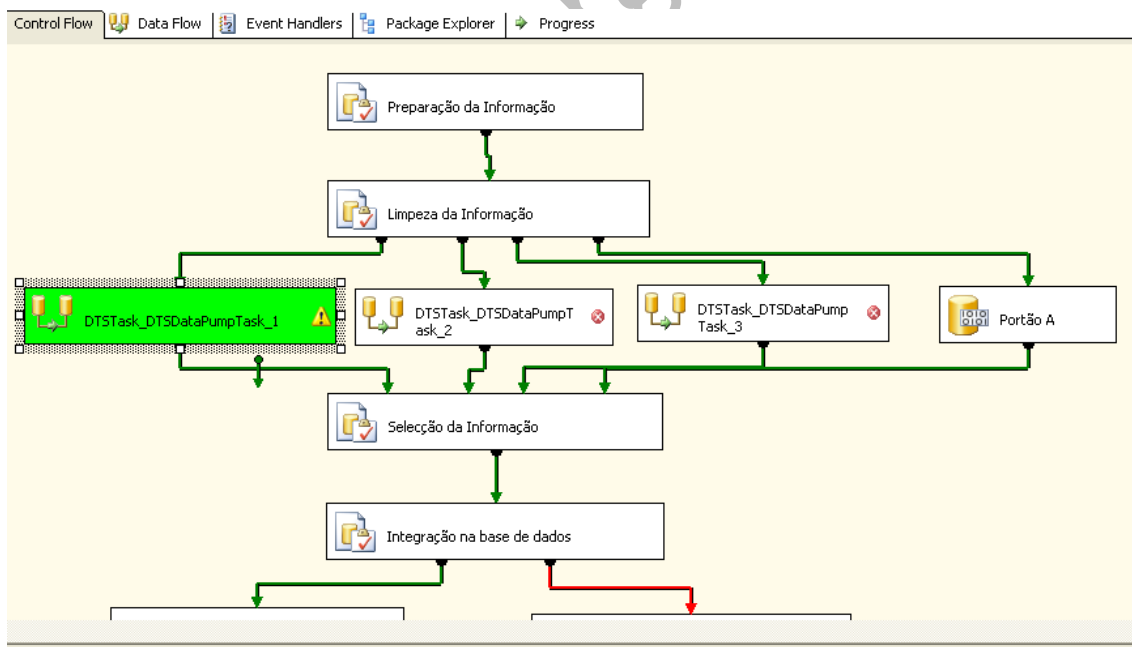 Control Flow Data Flow Event Handlers Package Explorer Progress
Preparação da Informação
Limpeza da Informação
DTSTask_DTSDataPumpTask_1
DTSTask_DTSDataPumpT
ask_2
DTSTask_DTSDataPump
Task_3
Portão A
Selecção da Informação
Integração na base de dados